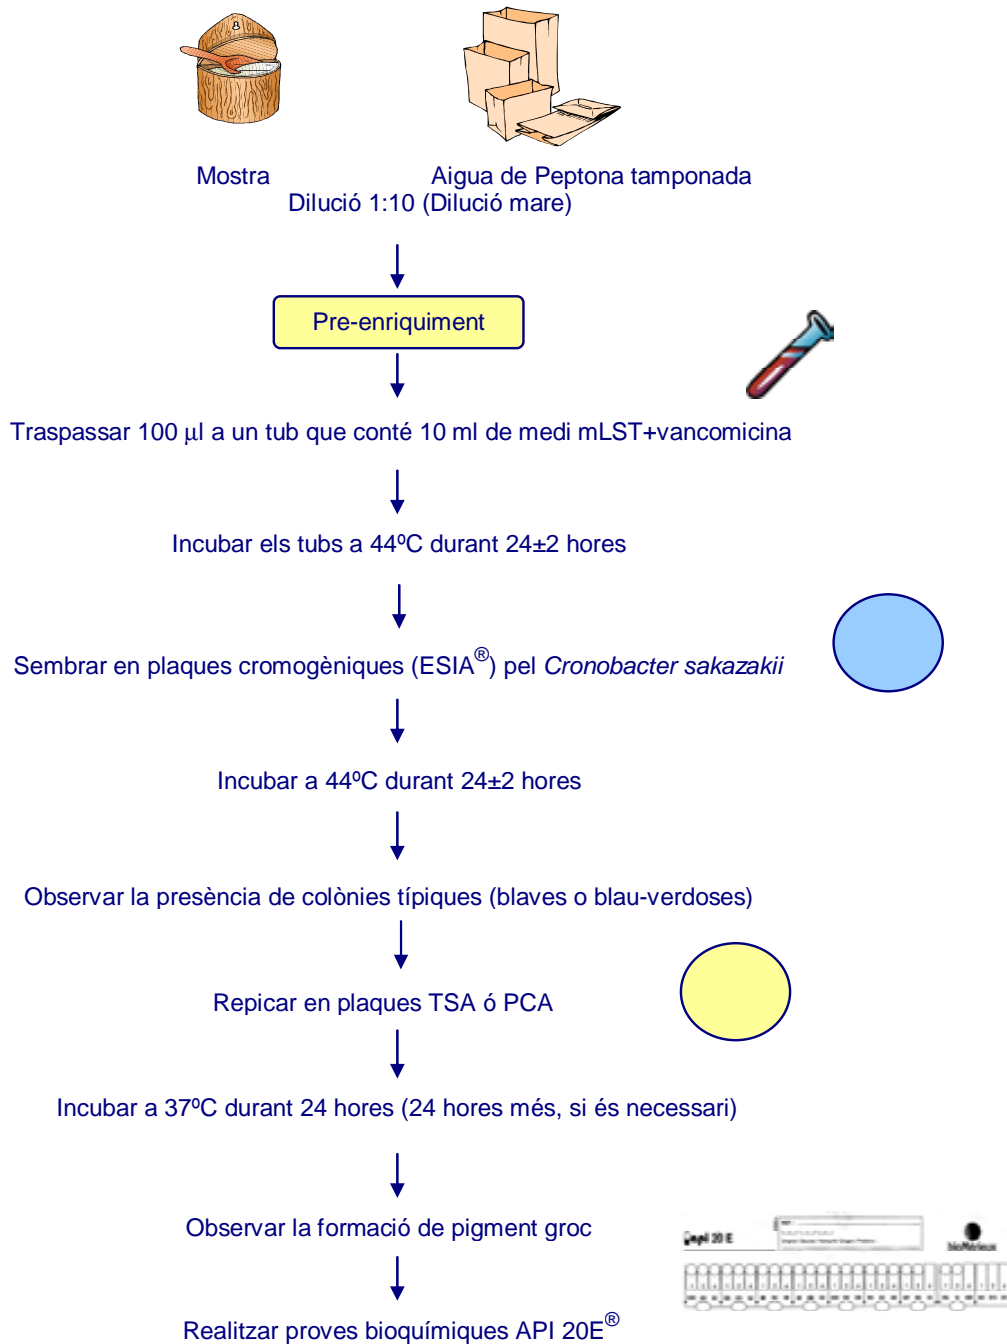 Mostra
Aigua de Peptona tamponada
Dilució 1:10 (Dilució mare)
Pre-enriquiment
Traspassar 100 μl a un tub que conté 10 ml de medi mLST+vancomicina
Incubar els tubs a 44ºC durant 24±2 hores
Sembrar en plaques cromogèniques (ESIA®) pel Cronobacter sakazakii
Incubar a 44ºC durant 24±2 hores
Observar la presència de colònies típiques (blaves o blau-verdoses)
Repicar en plaques TSA ó PCA
Incubar a 37ºC durant 24 hores (24 hores més, si és necessari)
Observar la formació de pigment groc
api 20 E
bioMérieux
Realitzar proves bioquímiques API 20E®